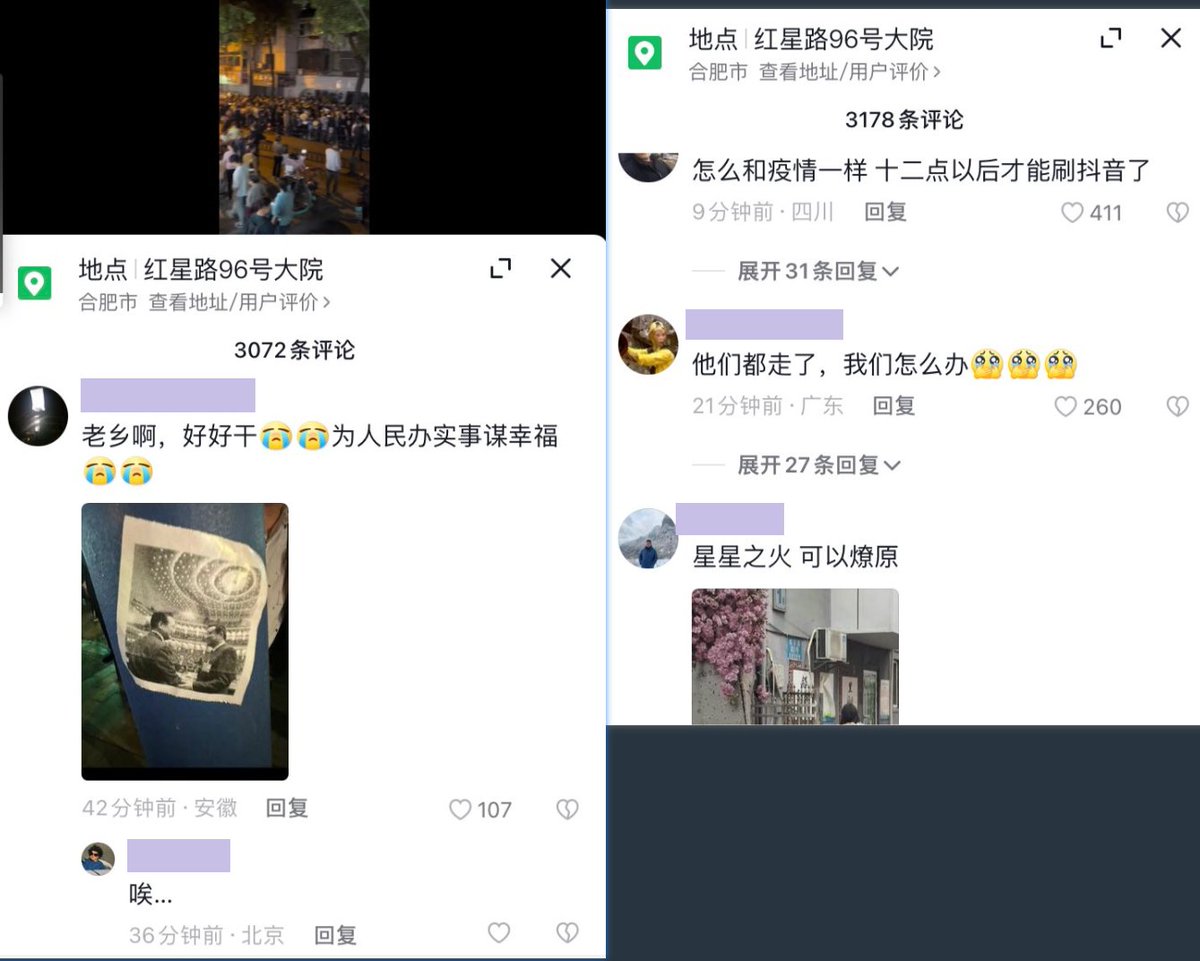 地点 红星路96号大院
合肥市 查看地址/用户评价>
3072条评论
老乡啊，好好干😭😭为人民办实事谋幸福
😭😭
42分钟前·安徽 回复 107
唉...
36分钟前·北京 回复
地点 红星路96号大院
合肥市 查看地址/用户评价>
3178条评论
怎么和疫情一样 十二点以后才能刷抖音了
9分钟前·四川 回复 411
展开31条回复
他们都走了，我们怎么办🥹🥹🥹
21分钟前·广东 回复 260
展开27条回复
星星之火 可以燎原